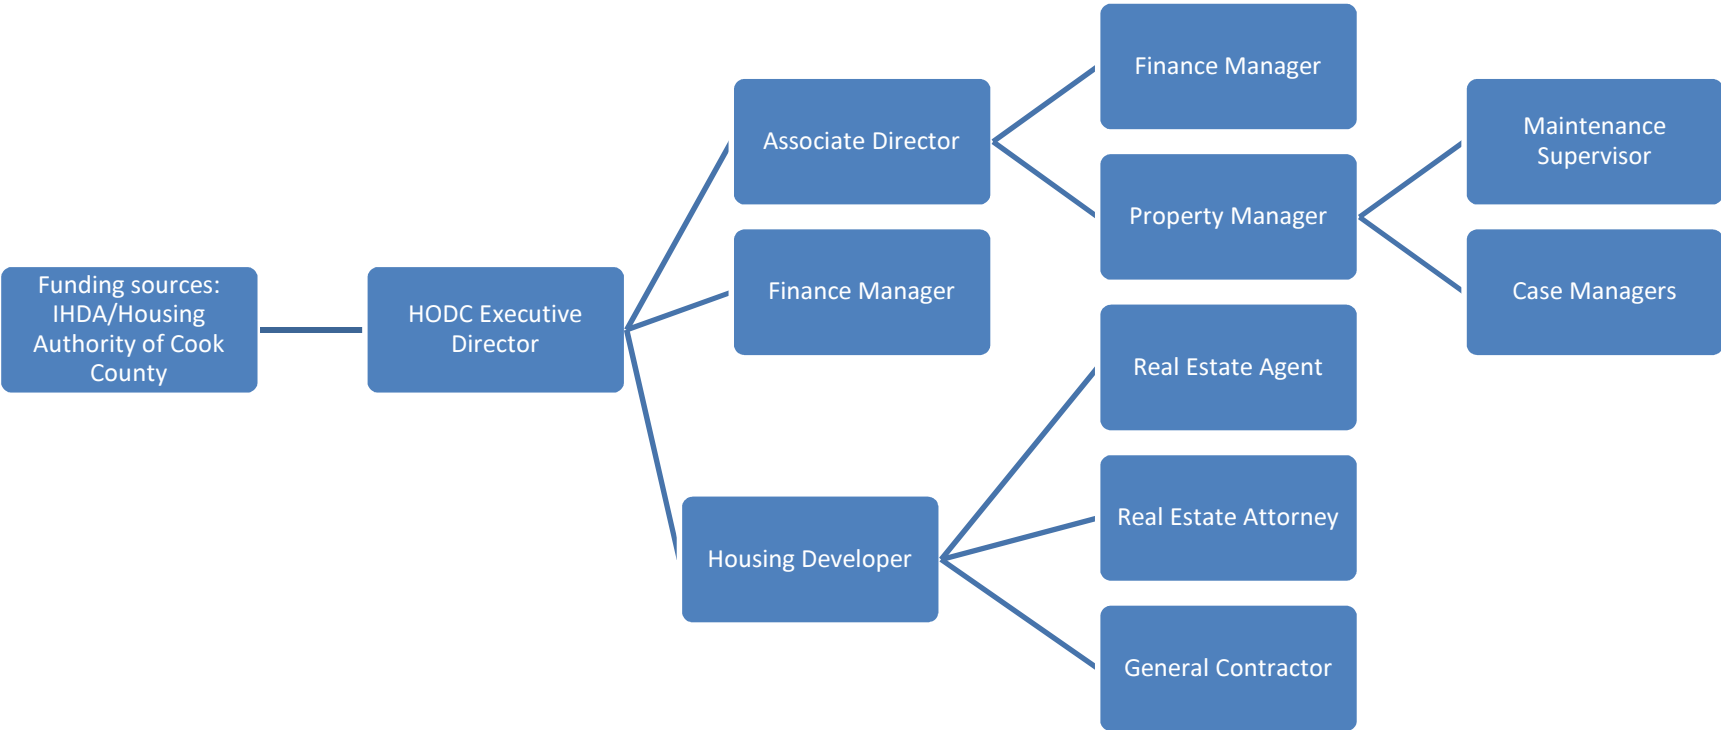 Funding sources:
IHDA/Housing
Authority of Cook
County
HODC Executive
Director
Associate Director
Finance Manager
Housing Developer
Finance Manager
Property Manager
Real Estate Agent
Real Estate Attorney
General Contractor
Maintenance
Supervisor
Case Managers